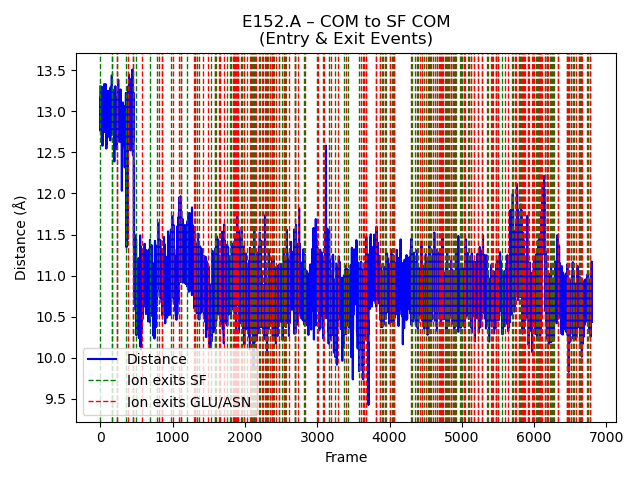 E152.A – COM to SF COM
(Entry & Exit Events)
Distance (Å)
13.5
13.0
12.5
12.0
11.5
11.0
10.5
10.0
9.5
Distance
Ion exits SF
Ion exits GLU/ASN
0 1000 2000 3000 4000 5000 6000 7000
Frame